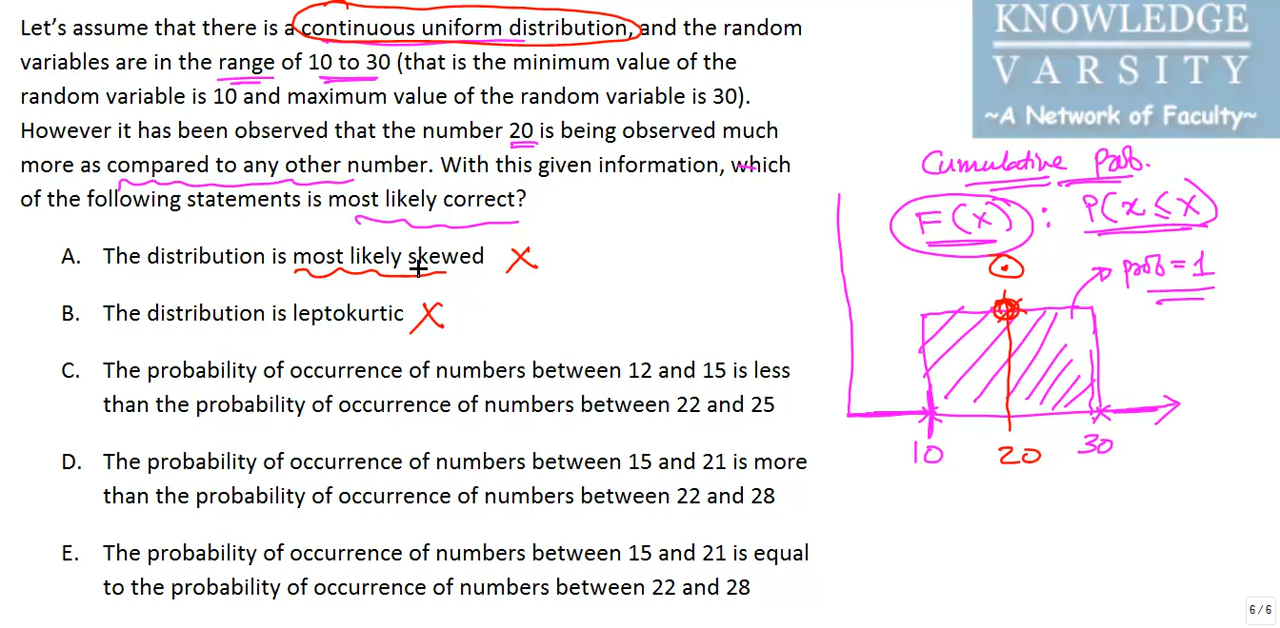 Let’s assume that there is a continuous uniform distribution, and the random
variables are in the range of 10 to 30 (that is the minimum value of the
random variable is 10 and maximum value of the random variable is 30).
However it has been observed that the number 20 is being observed much
more as compared to any other number. With this given information, which
of the following statements is most likely correct?
A. The distribution is most likely skewed X
B. The distribution is leptokurtic X
C. The probability of occurrence of numbers between 12 and 15 is less
than the probability of occurrence of numbers between 22 and 25
D. The probability of occurrence of numbers between 15 and 21 is more
than the probability of occurrence of numbers between 22 and 28
E. The probability of occurrence of numbers between 15 and 21 is equal
to the probability of occurrence of numbers between 22 and 28
KNOWLEDGE
VARSITY
~A Network of Faculty~
Cumulative Prob.
F(x) : P(x ≤ X)
prob = 1
10 20 30
6 / 6